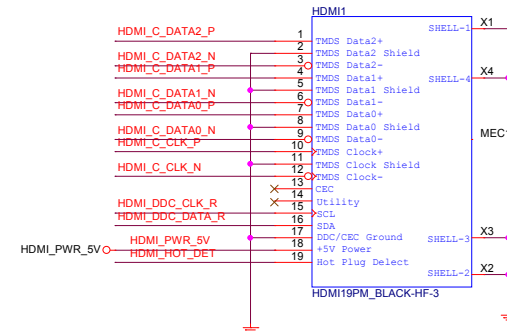 HDMI1
HDMI_C_DATA2_P 1 TMDS Data2+ SHELL-1 X1
2 TMDS Data2 Shield
HDMI_C_DATA2_N 3 TMDS Data2-
HDMI_C_DATA1_P 4 TMDS Data1+ SHELL-4 X4
5 TMDS Data1 Shield
HDMI_C_DATA1_N 6 TMDS Data1-
HDMI_C_DATA0_P 7 TMDS Data0+
8 TMDS Data0 Shield MEC1
HDMI_C_DATA0_N 9 TMDS Data0-
HDMI_C_CLK_P 10 TMDS Clock+
11 TMDS Clock Shield
HDMI_C_CLK_N 12 TMDS Clock-
13 CEC
14 Utility
HDMI_DDC_CLK_R 15 SCL
HDMI_DDC_DATA_R 16 SDA
17 DDC/CEC Ground SHELL-3 X3
HDMI_PWR_5V HDMI_PWR_5V 18 +5V Power
HDMI_HOT_DET 19 Hot Plug Delect SHELL-2 X2
HDMI19PM_BLACK-HF-3